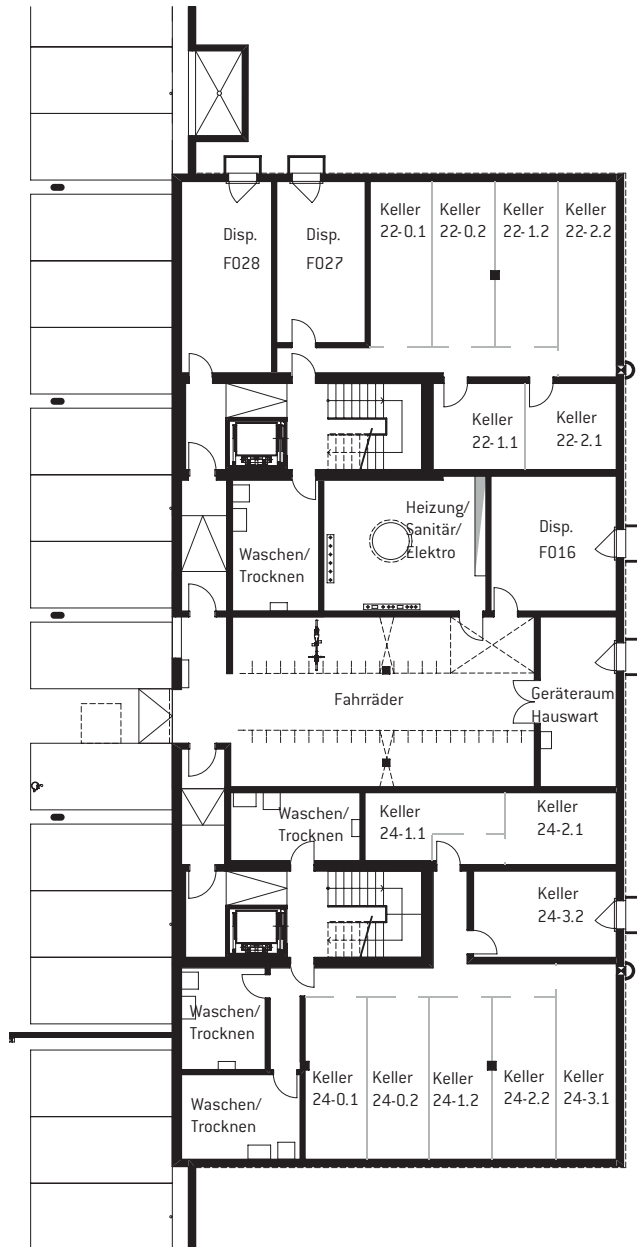 Keller
22-0.1
Keller
22-0.2
Keller
22-1.2
Keller
22-2.2
Disp.
F028
Disp.
F027
Keller
22-1.1
Keller
22-2.1
Heizung/
Sanitär/
Elektro
Disp.
F016
Waschen/
Trocknen
Fahrräder
Geräteraum
Hauswart
Waschen/
Trocknen
Keller
24-1.1
Keller
24-2.1
Keller
24-3.2
Waschen/
Trocknen
Keller
24-0.1
Keller
24-0.2
Keller
24-1.2
Keller
24-2.2
Keller
24-3.1
Waschen/
Trocknen